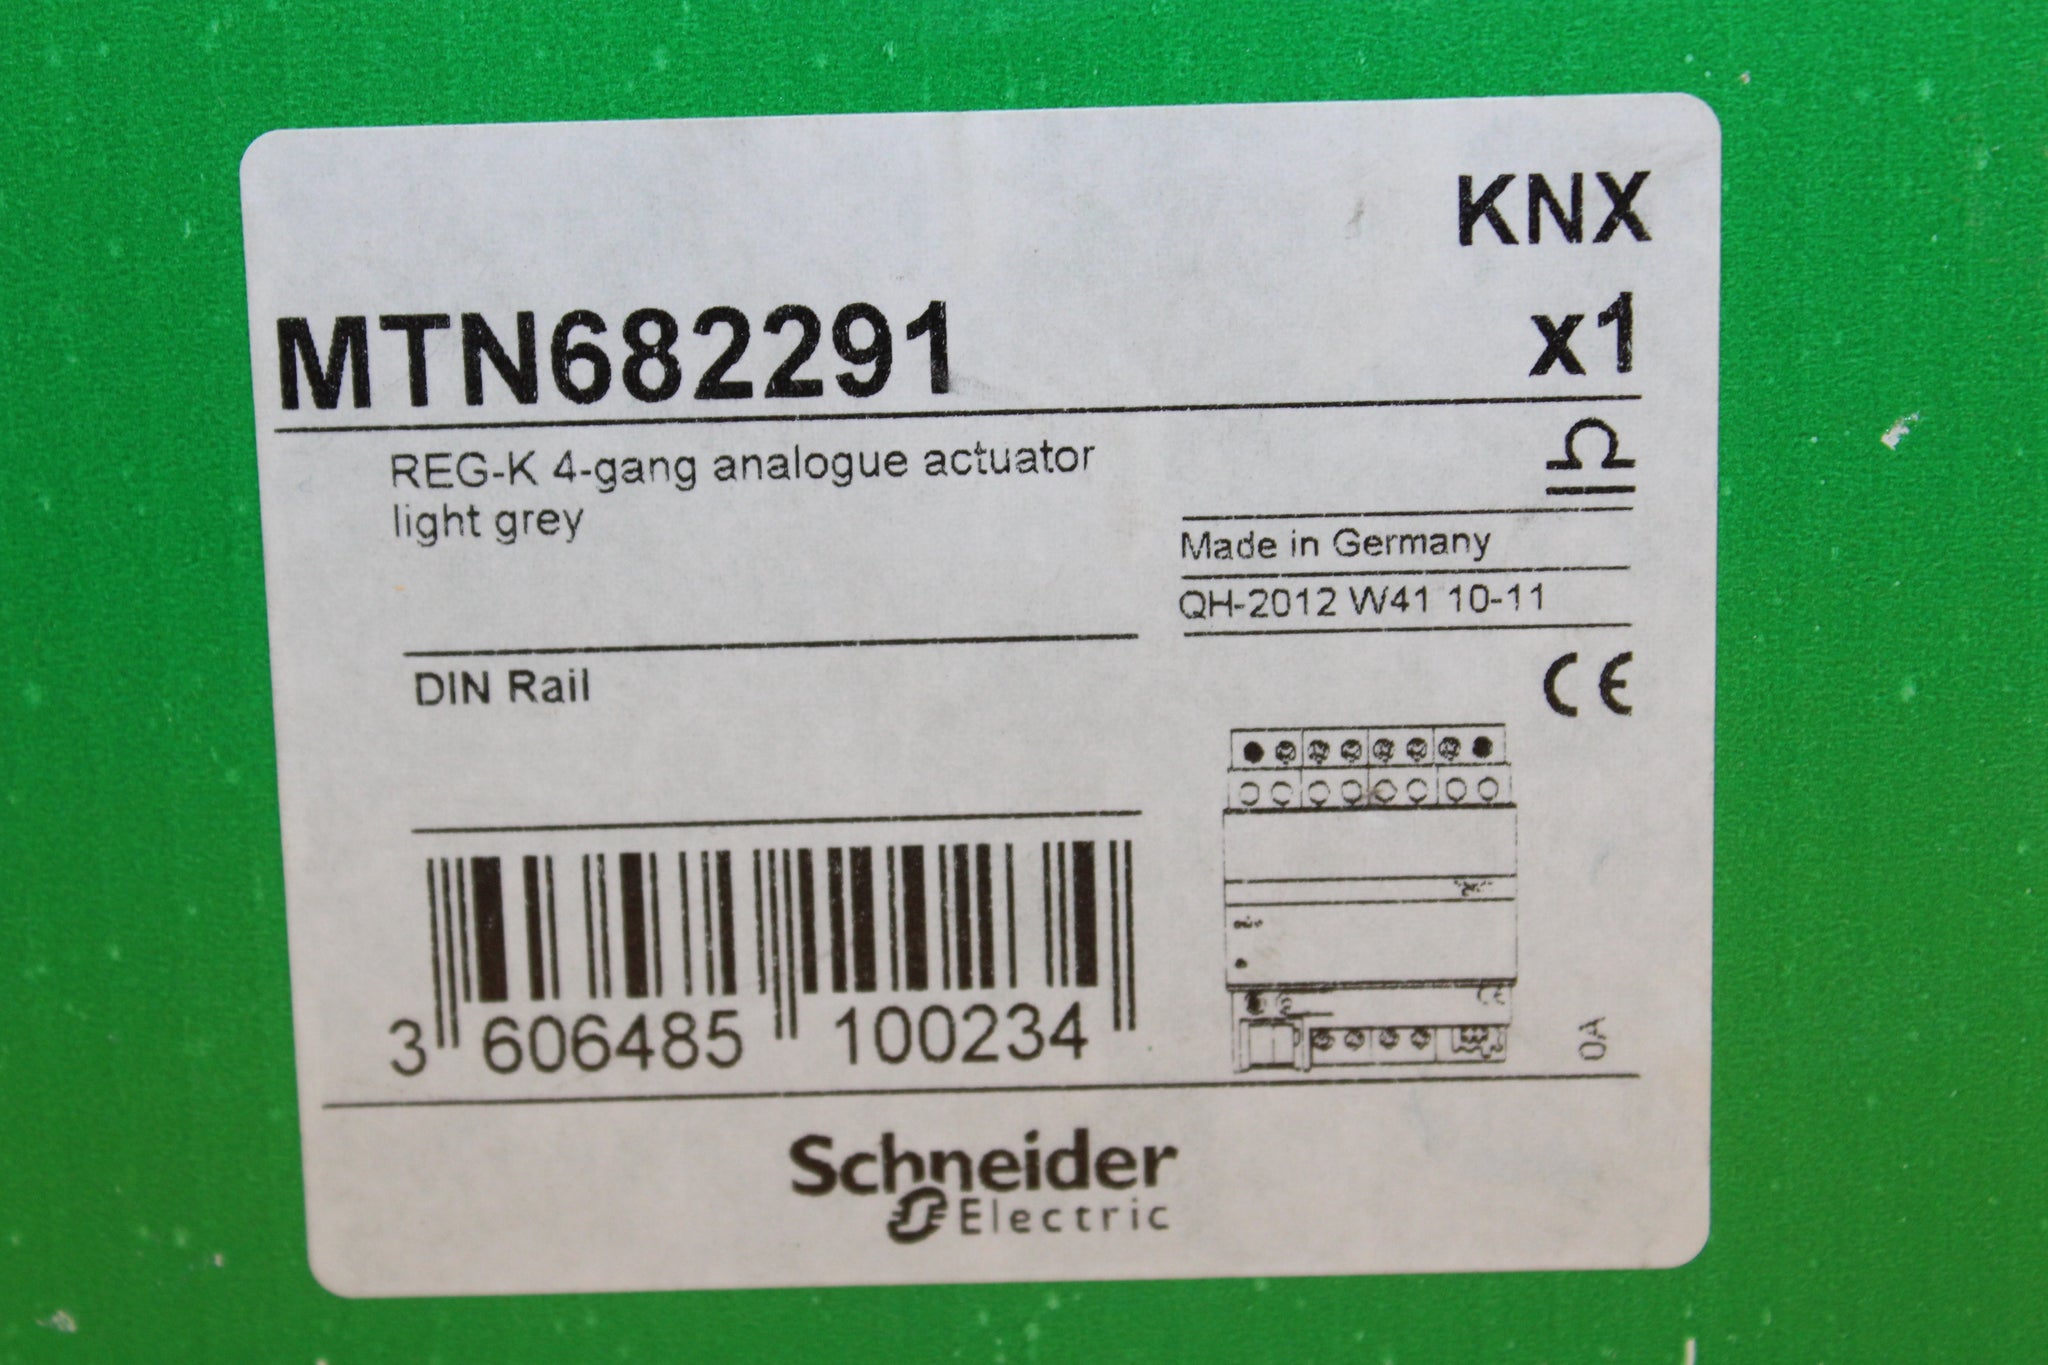 KNX
MTN682291
x1
REG-K 4-gang analogue actuator
light grey
Made in Germany
QH-2012 W41 10-11
DIN Rail
CE
3 606485 100234
0A
Schneider
Electric